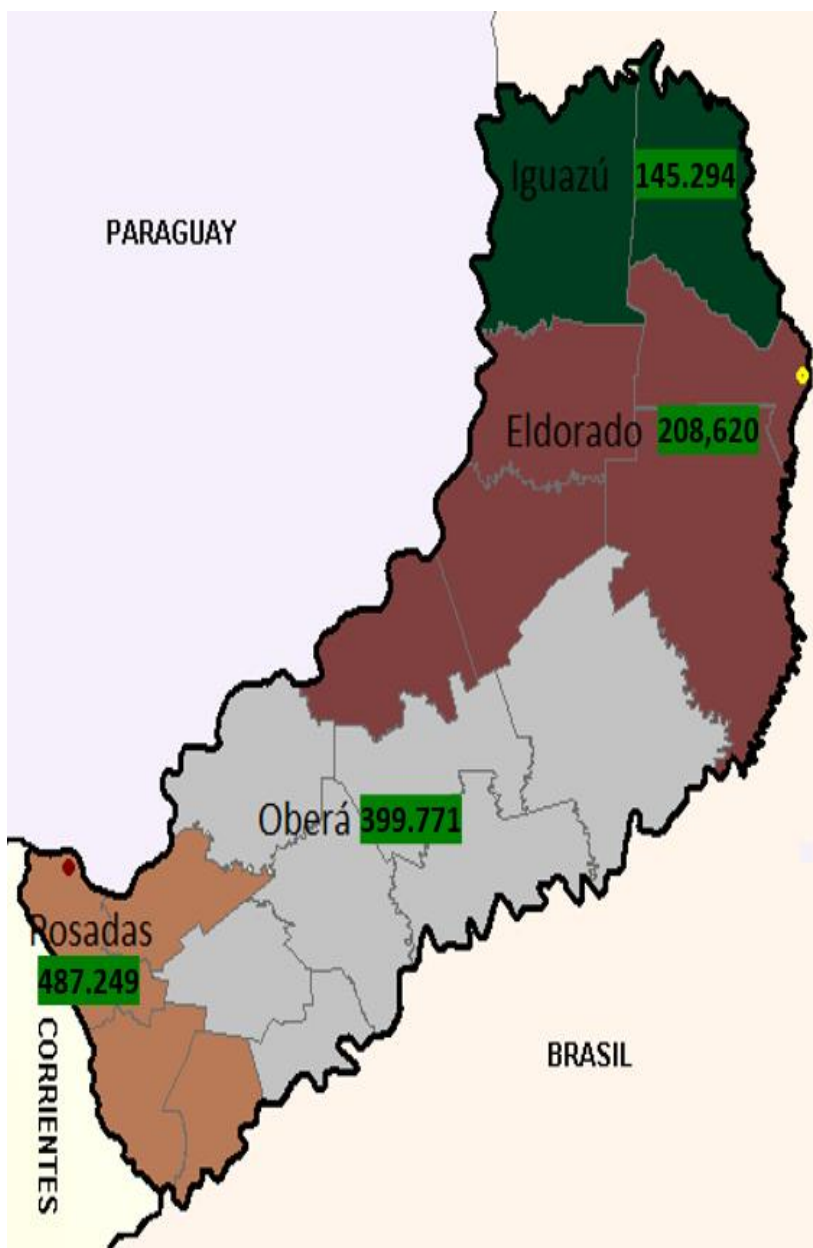 Iguazú 145.294
PARAGUAY
Eldorado 208,620
Oberá 399.771
Posadas
487.249
CORRIENTES
BRASIL